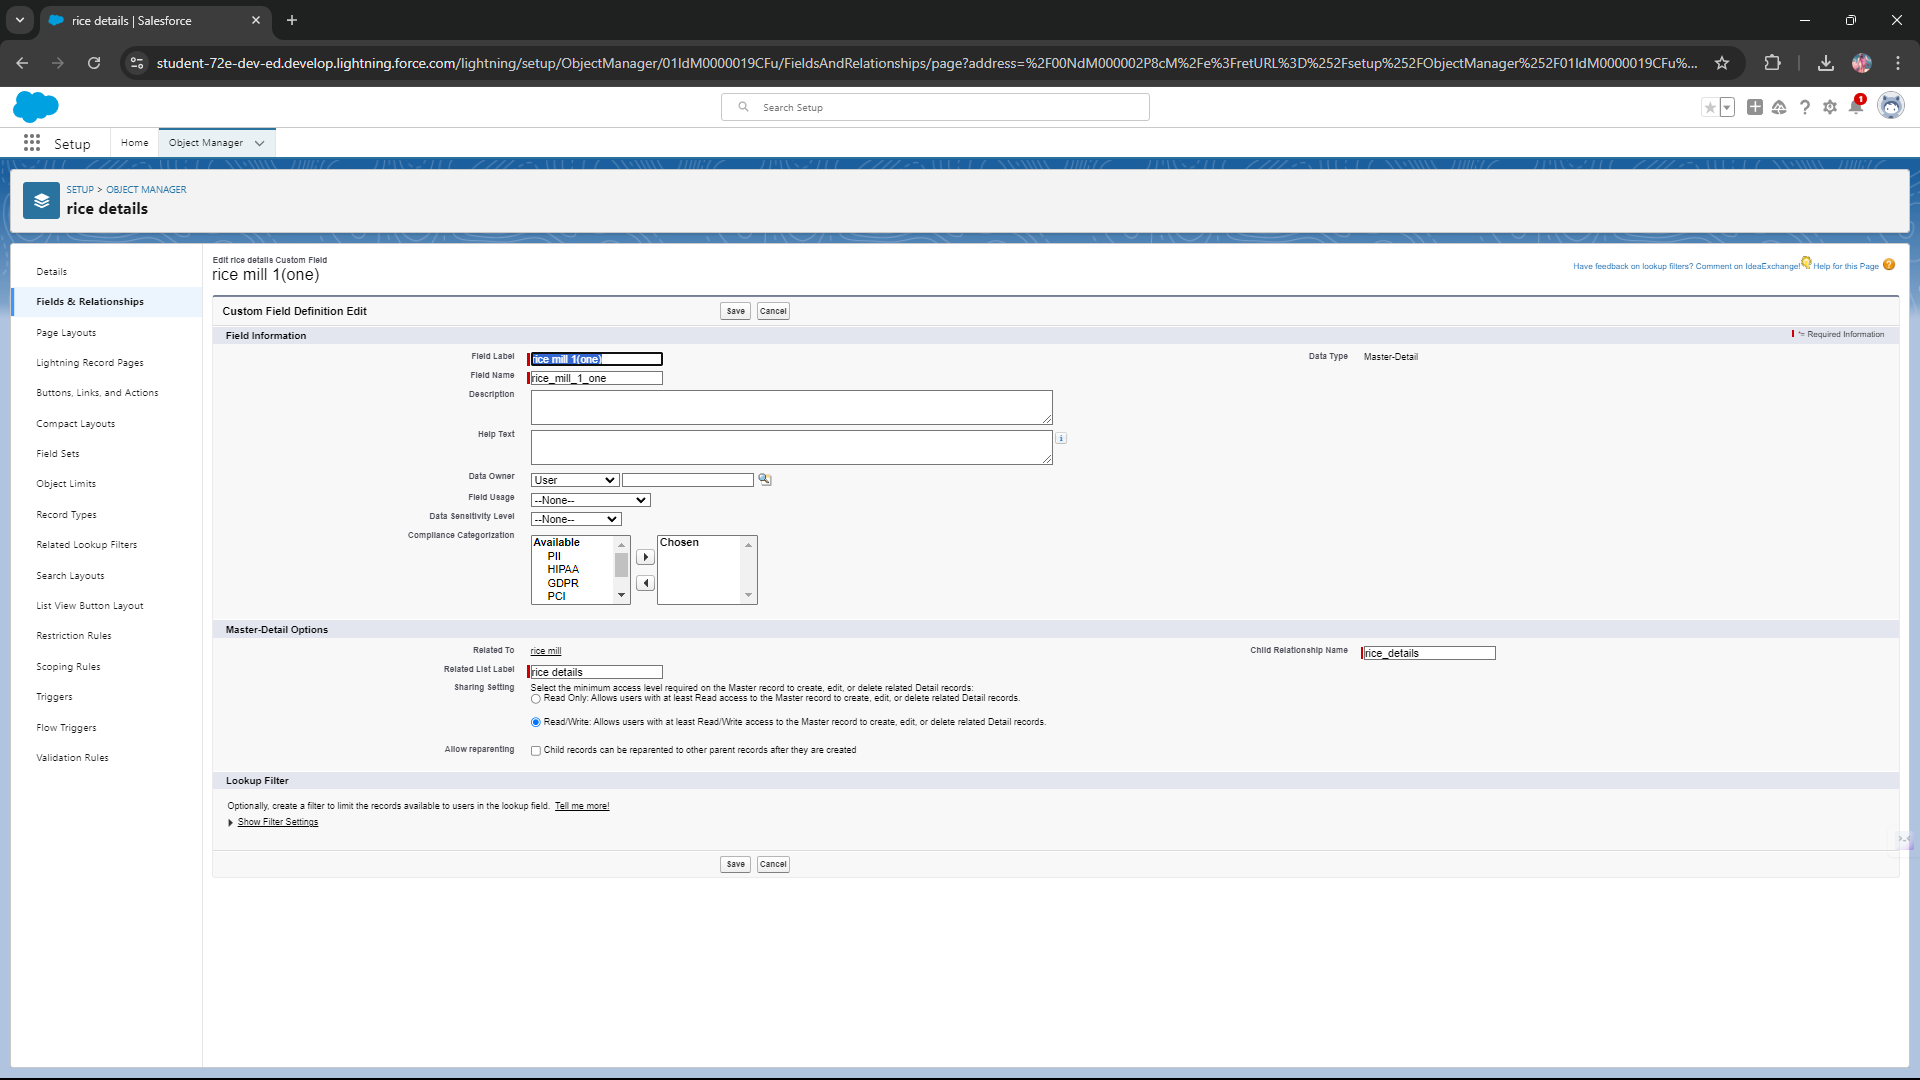 rice details | Salesforce
student-72e-dev-ed.develop.lightning.force.com/lightning/setup/ObjectManager/01IdM0000019CFu/FieldsAndRelationships/page?address=%2F00NdM000002P8cM%2Fe%3FretURL%3D%252Fsetup%252FObjectManager%252F01IdM0000019CFu%...
Search Setup
1
Setup
Home
Object Manager
SETUP > OBJECT MANAGER
rice details
Details
Fields & Relationships
Page Layouts
Lightning Record Pages
Buttons, Links, and Actions
Compact Layouts
Field Sets
Object Limits
Record Types
Related Lookup Filters
Search Layouts
List View Button Layout
Restriction Rules
Scoping Rules
Triggers
Flow Triggers
Validation Rules
Edit rice details Custom Field
rice mill 1(one)
Have feedback on lookup filters? Comment on IdeaExchange! Help for this Page
Custom Field Definition Edit
Save Cancel
Field Information
= Required Information
Field Label rice mill 1(one)
Data Type Master-Detail
Field Name rice_mill_1_one
Description
Help Text
Data Owner User
Field Usage --None--
Data Sensitivity Level --None--
Compliance Categorization
Available
PII
HIPAA
GDPR
PCI
Chosen
Master-Detail Options
Related To rice mill
Child Relationship Name rice_details
Related List Label rice details
Sharing Setting Select the minimum access level required on the Master record to create, edit, or delete related Detail records:
Read Only: Allows users with at least Read access to the Master record to create, edit, or delete related Detail records.
Read/Write: Allows users with at least Read/Write access to the Master record to create, edit, or delete related Detail records.
Allow reparenting Child records can be reparented to other parent records after they are created
Lookup Filter
Optionally, create a filter to limit the records available to users in the lookup field. Tell me more!
Show Filter Settings
Save Cancel